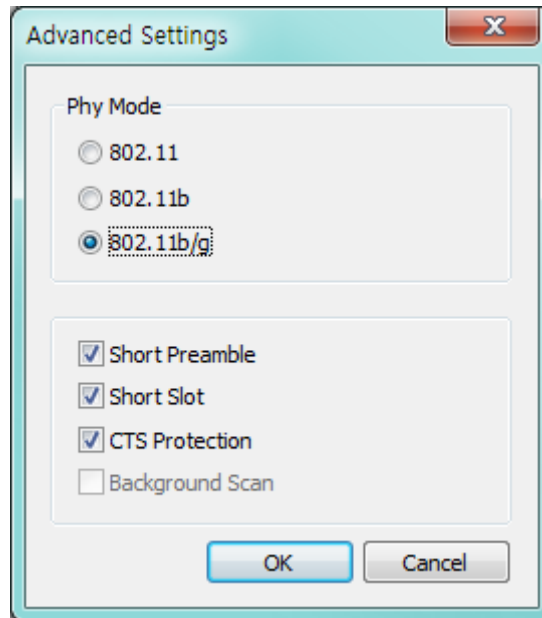 Advanced Settings
Phy Mode
802.11
802.11b
802.11b/g
Short Preamble
Short Slot
CTS Protection
Background Scan
OK Cancel